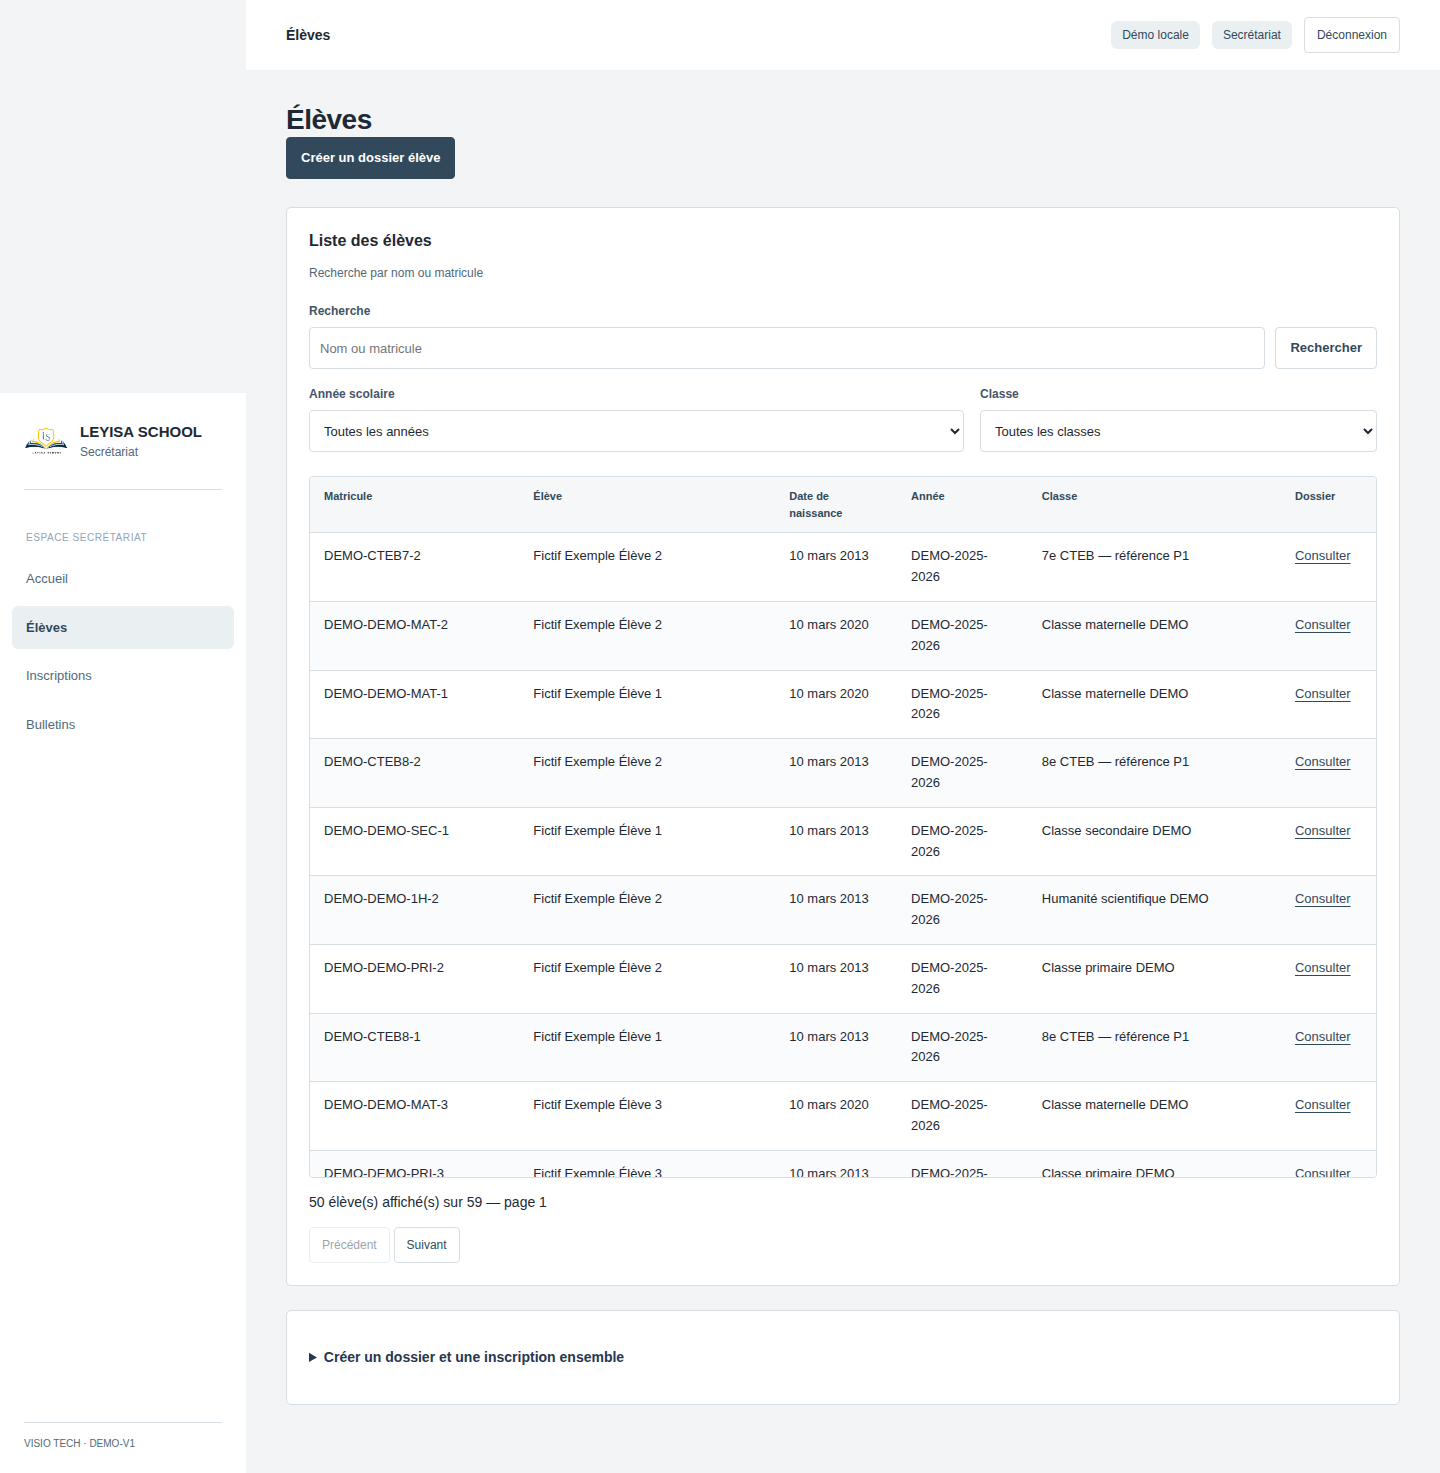 Élèves
Démo locale
Secrétariat
Déconnexion
LEYISA SCHOOL
Secrétariat
ESPACE SECRÉTARIAT
Accueil
Élèves
Inscriptions
Bulletins
VISIO TECH · DEMO-V1
Élèves
Créer un dossier élève
Liste des élèves
Recherche par nom ou matricule
Recherche
Nom ou matricule
Rechercher
Année scolaire
Classe
Toutes les années
Toutes les classes
Matricule Élève Date de naissance Année Classe Dossier
DEMO-CTEB7-2 Fictif Exemple Élève 2 10 mars 2013 DEMO-2025-2026 7e CTEB — référence P1 Consulter
DEMO-DEMO-MAT-2 Fictif Exemple Élève 2 10 mars 2020 DEMO-2025-2026 Classe maternelle DEMO Consulter
DEMO-DEMO-MAT-1 Fictif Exemple Élève 1 10 mars 2020 DEMO-2025-2026 Classe maternelle DEMO Consulter
DEMO-CTEB8-2 Fictif Exemple Élève 2 10 mars 2013 DEMO-2025-2026 8e CTEB — référence P1 Consulter
DEMO-DEMO-SEC-1 Fictif Exemple Élève 1 10 mars 2013 DEMO-2025-2026 Classe secondaire DEMO Consulter
DEMO-DEMO-1H-2 Fictif Exemple Élève 2 10 mars 2013 DEMO-2025-2026 Humanité scientifique DEMO Consulter
DEMO-DEMO-PRI-2 Fictif Exemple Élève 2 10 mars 2013 DEMO-2025-2026 Classe primaire DEMO Consulter
DEMO-CTEB8-1 Fictif Exemple Élève 1 10 mars 2013 DEMO-2025-2026 8e CTEB — référence P1 Consulter
DEMO-DEMO-MAT-3 Fictif Exemple Élève 3 10 mars 2020 DEMO-2025-2026 Classe maternelle DEMO Consulter
DEMO-DEMO-PRI-3 Fictif Exemple Élève 3 10 mars 2013 DEMO-2025- Classe primaire DEMO Consulter
50 élève(s) affiché(s) sur 59 — page 1
Précédent
Suivant
Créer un dossier et une inscription ensemble